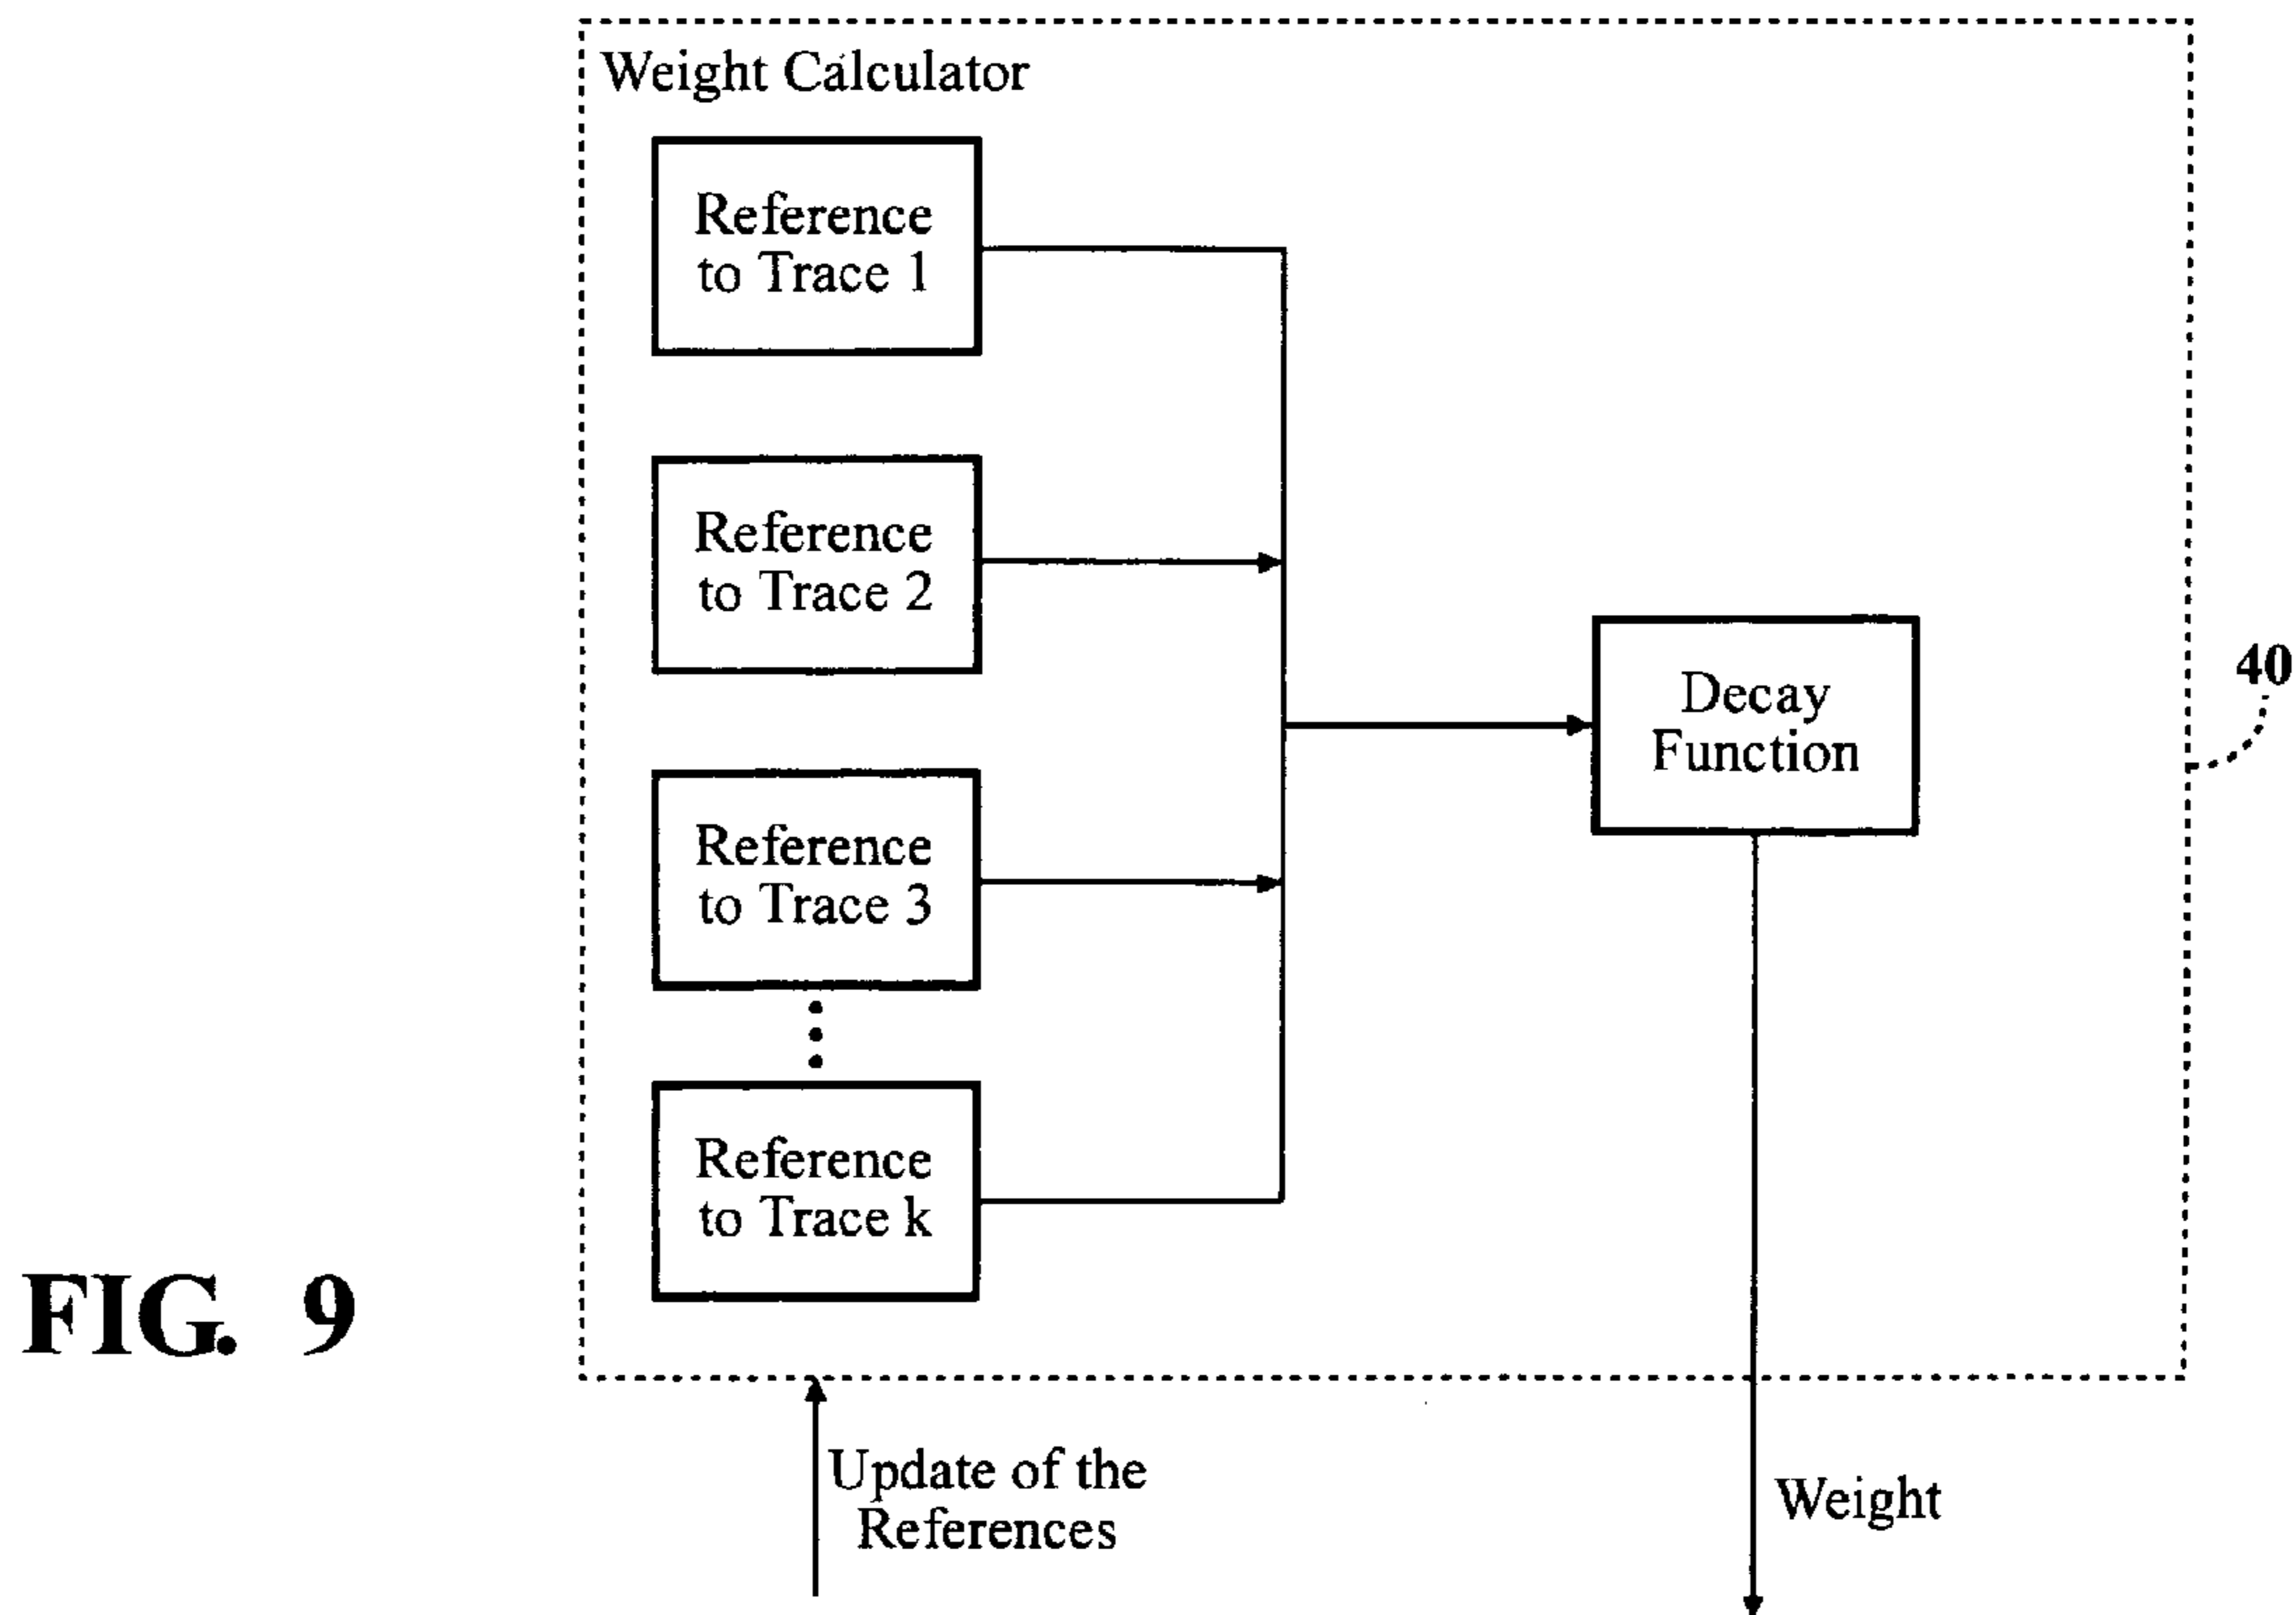 Weight Calculator
Reference
to Trace 1
Reference
to Trace 2
Reference
to Trace 3
Reference
to Trace k
Decay
Function
40
Update of the
References
Weight
FIG. 9